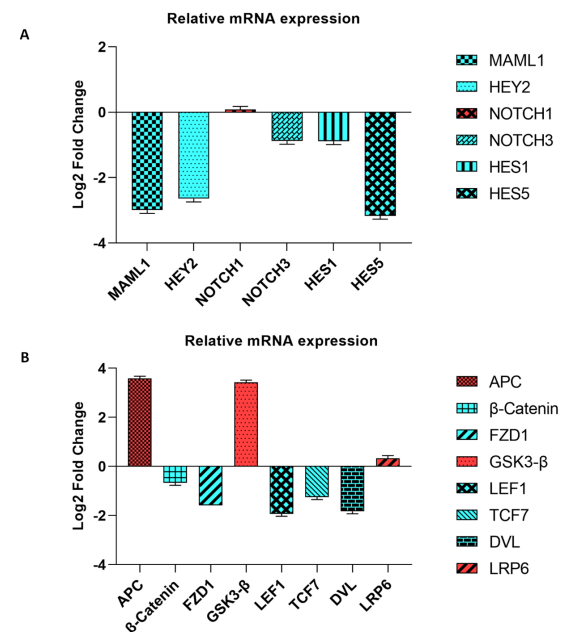 Relative mRNA expression
A
Log2 Fold Change
2
0
-2
-4
MAML1
HEY2
NOTCH1
NOTCH3
HES1
HES5
MAML1
HEY2
NOTCH1
NOTCH3
HES1
HES5
Relative mRNA expression
B
Log2 Fold Change
4
2
0
-2
-4
APC
β-Catenin
FZD1
GSK3-β
LEF1
TCF7
DVL
LRP6
APC
β-Catenin
FZD1
GSK3-β
LEF1
TCF7
DVL
LRP6